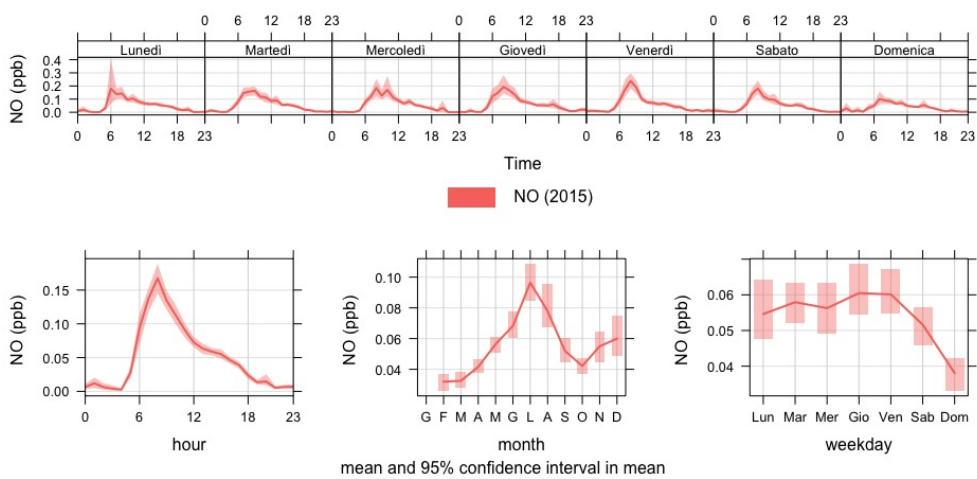 0 6 12 18 23 0 6 12 18 23 0 6 12 18 23
Lunedì Martedì Mercoledì Giovedì Venerdì Sabato Domenica
NO (ppb)
0.4
0.3
0.2
0.1
0.0
0 6 12 18 23 0 6 12 18 23 0 6 12 18 23 0 6 12 18 23
Time
NO (2015)
NO (ppb)
0.15
0.10
0.05
0.00
0 6 12 18 23
hour
NO (ppb)
0.10
0.08
0.06
0.04
G F M A M G L A S O N D
month
NO (ppb)
0.06
0.05
0.04
Lun Mar Mer Gio Ven Sab Dom
weekday
mean and 95% confidence interval in mean